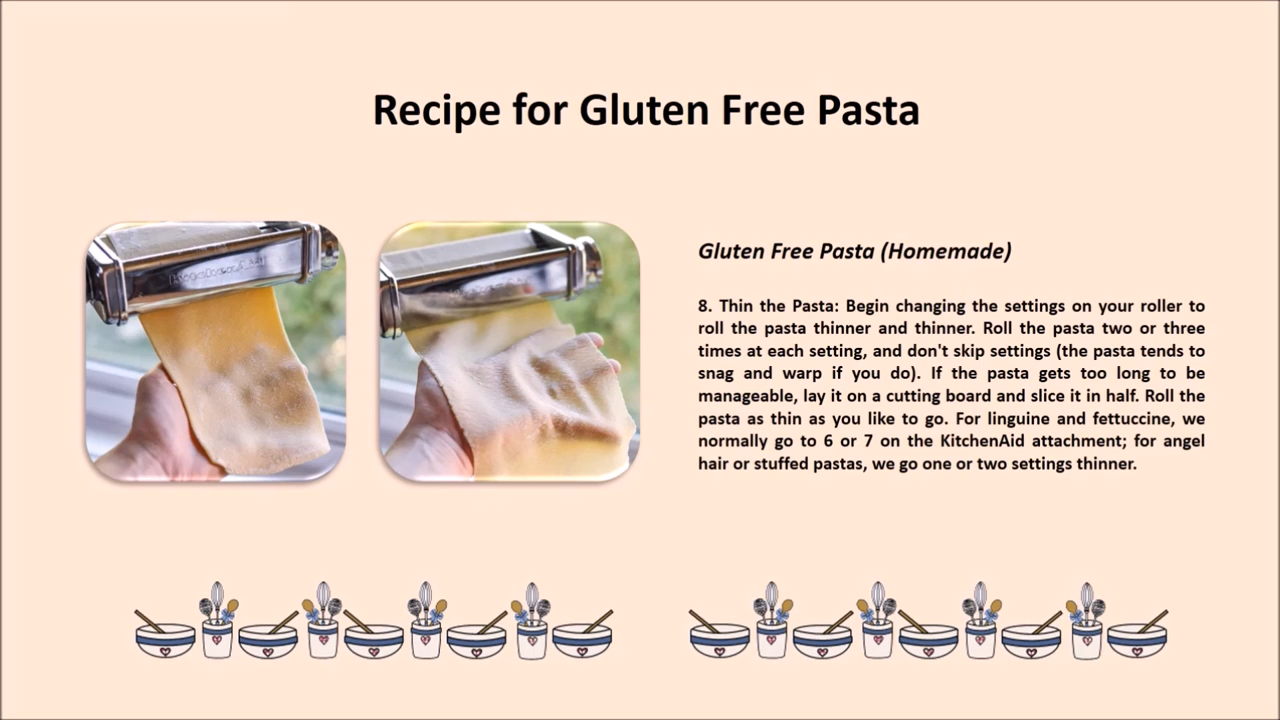 Recipe for Gluten Free Pasta
Gluten Free Pasta (Homemade)
8. Thin the Pasta: Begin changing the settings on your roller to
roll the pasta thinner and thinner. Roll the pasta two or three
times at each setting, and don't skip settings (the pasta tends to
snag and warp if you do). If the pasta gets too long to be
manageable, lay it on a cutting board and slice it in half. Roll the
pasta as thin as you like to go. For linguine and fettuccine, we
normally go to 6 or 7 on the KitchenAid attachment; for angel
hair or stuffed pastas, we go one or two settings thinner.